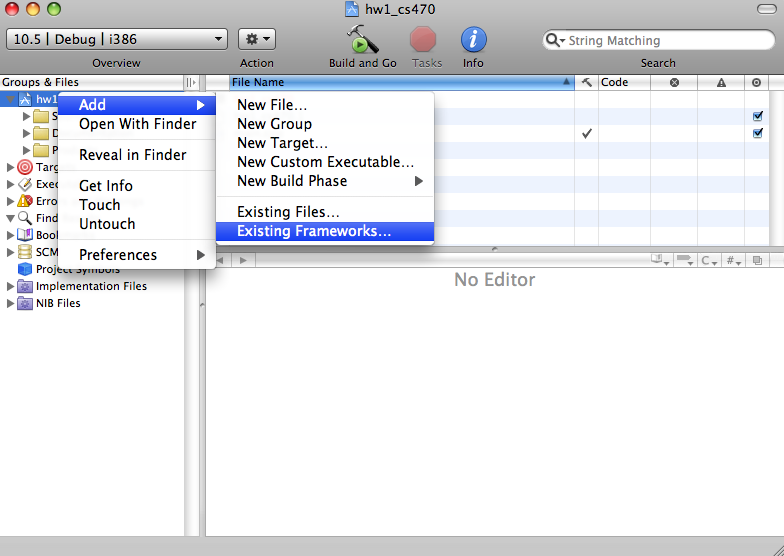 hw1_cs470
10.5 | Debug | i386
String Matching
Overview
Action
Build and Go
Tasks
Info
Search
Groups & Files
File Name
Code
hw1
Add
Open With Finder
Reveal in Finder
Get Info
Touch
Untouch
Preferences
New File...
New Group
New Target...
New Custom Executable...
New Build Phase
Existing Files...
Existing Frameworks...
S
D
P
Targ
Exec
Erro
Find
Book
SCM
Project Symbols
Implementation Files
NIB Files
C
#
No Editor